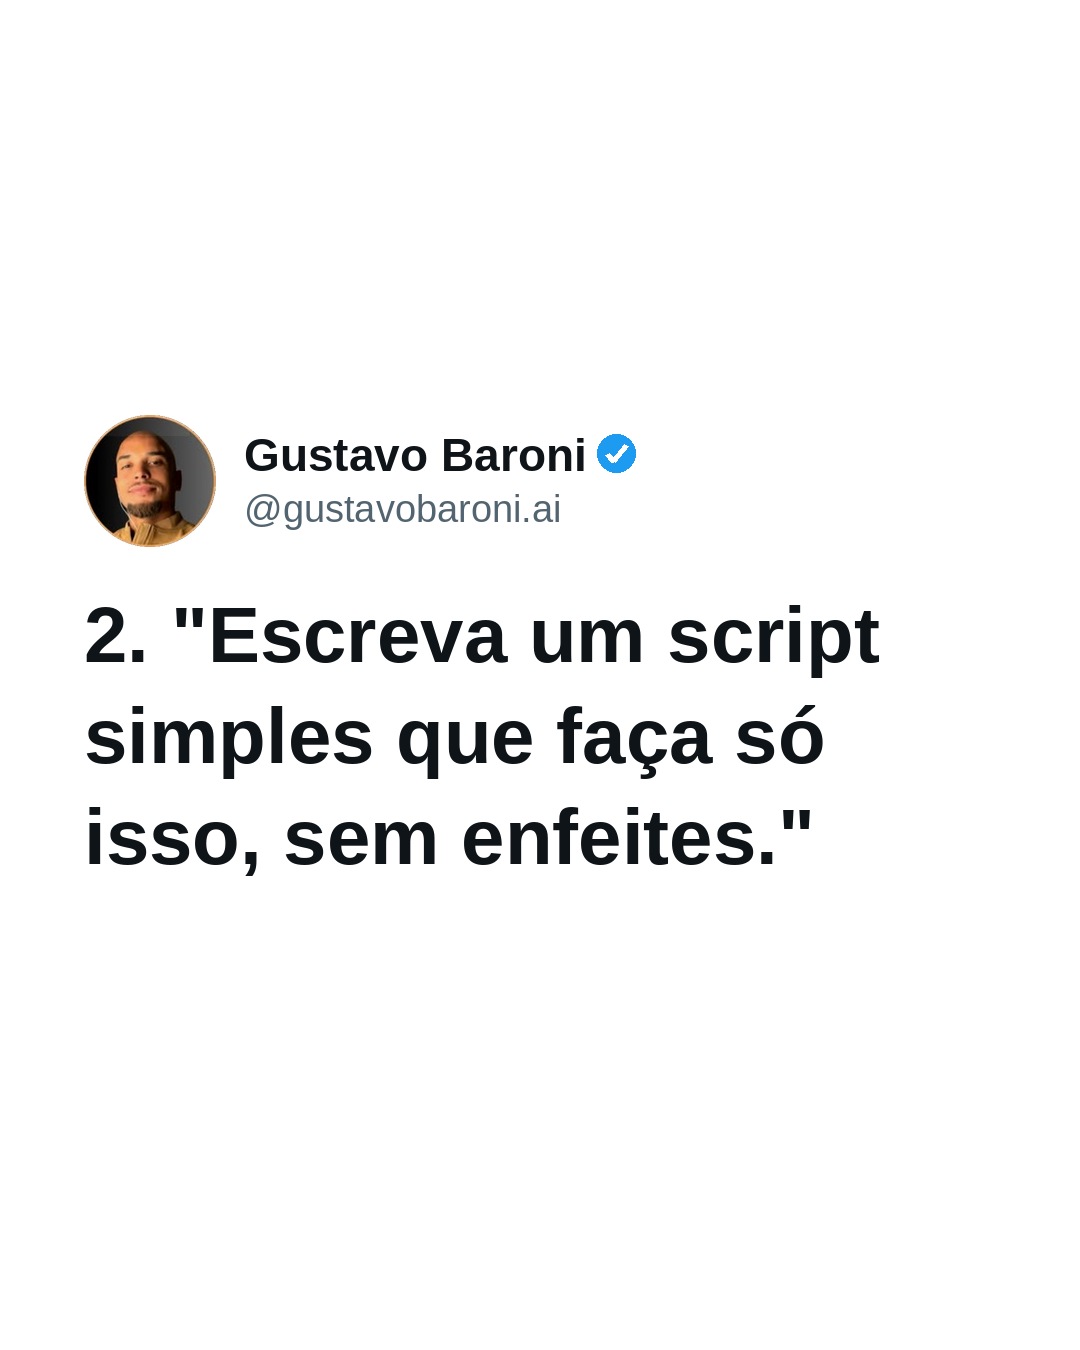 Gustavo Baroni
@gustavobaroni.ai
2. "Escreva um script
simples que faça só
isso, sem enfeites."